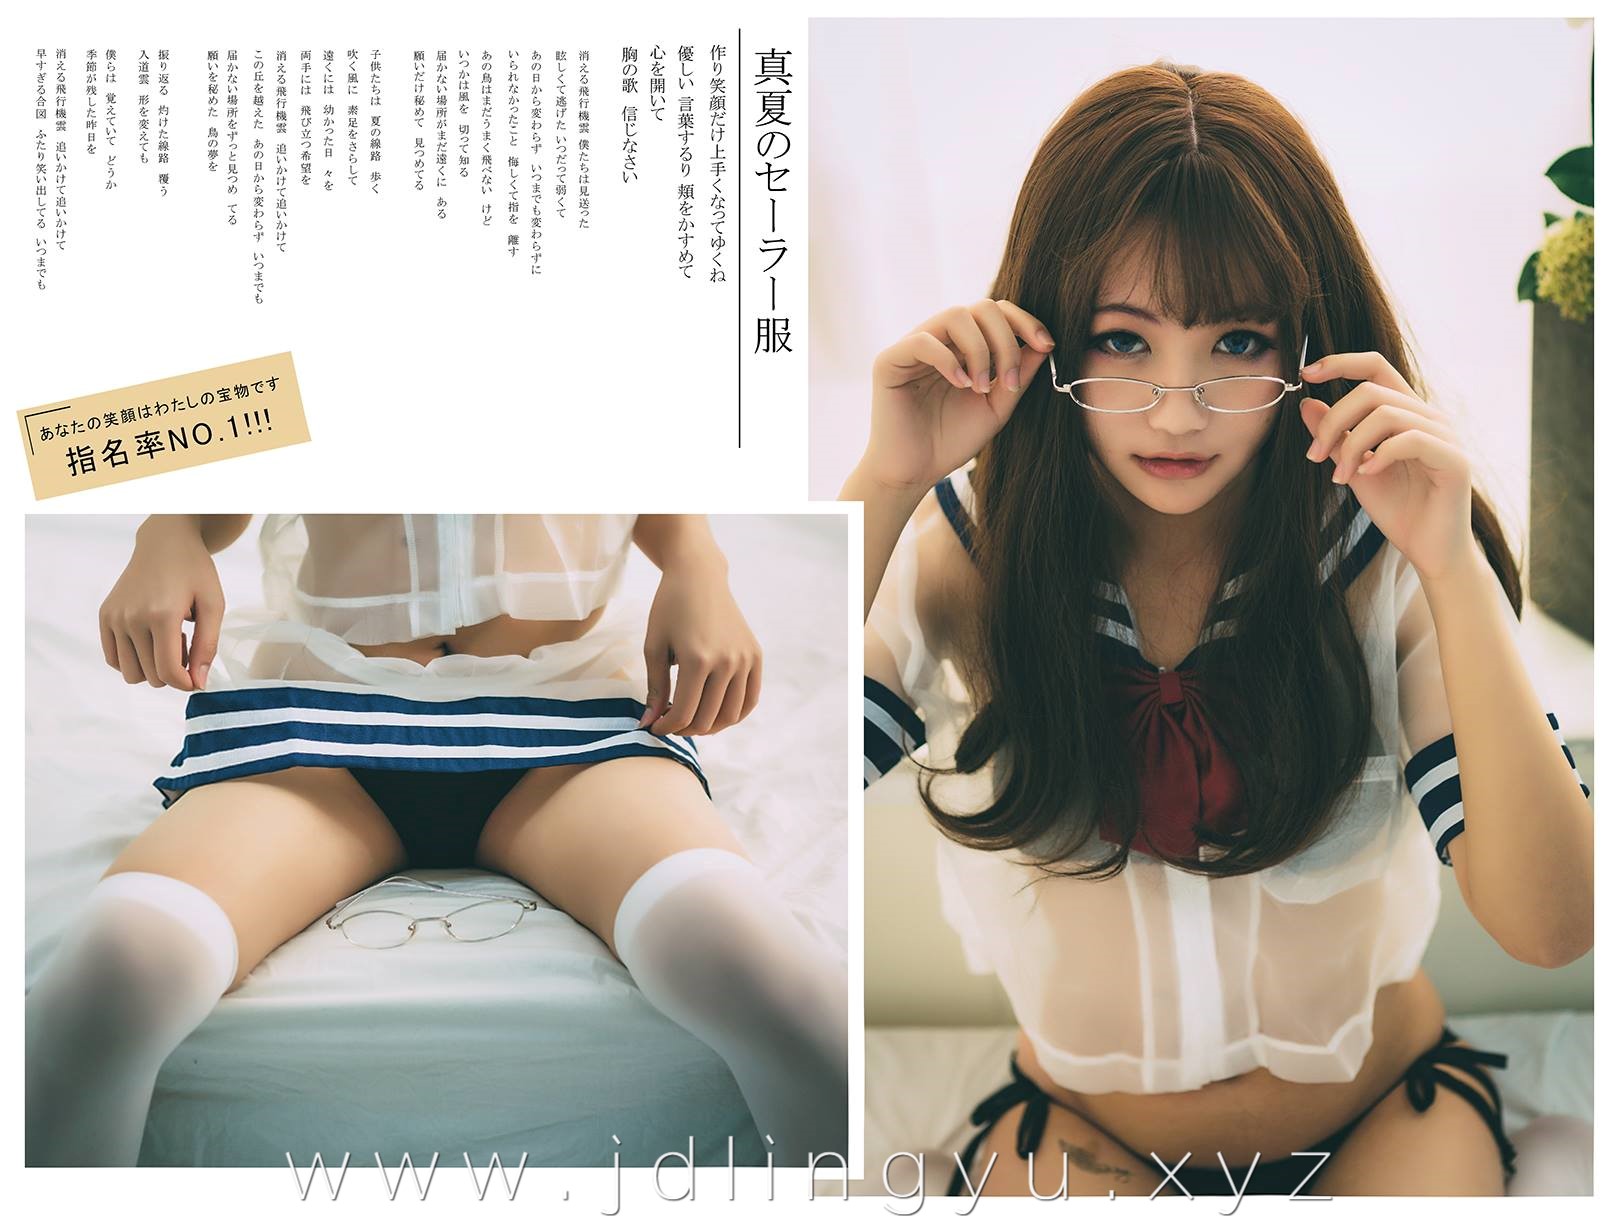 真夏のセーラー服
作り笑顔だけ上手くなってゆくね
優しい 言葉するり 頬をかすめて
心を開いて
胸の歌 信じなさい
消える飛行機雲 僕たちは見送った
眩しくて逃げた いつだって弱くて
あの日から変わらず いつまでも変わらずに
いられなかったこと 悔しくて指を 離す
あの鳥はまだうまく飛べない けど
いつかは風を 切って知る
届かない場所がまだ遠くに ある
願いだけ秘めて 見つめてる
子供たちは 夏の線路 歩く
吹く風に 素足をさらして
遠くには 幼かった日 々を
両手には 飛び立つ希望を
消える飛行機雲 追いかけて追いかけて
この丘を越えた あの日から変わらず いつまでも
届かない場所をずっと見つめ てる
願いを秘めた 鳥の夢を
振り返る 灼けた線路 覆う
入道雲 形を変えても
僕らは 覚えていて どうか
季節が残した昨日を
消える飛行機雲 追いかけて追いかけて
早すぎる合図 ふたり笑い出してる いつまでも
あなたの笑顔はわたしの宝物です
指名率NO.1!!!
www.jdlingyu.xyz